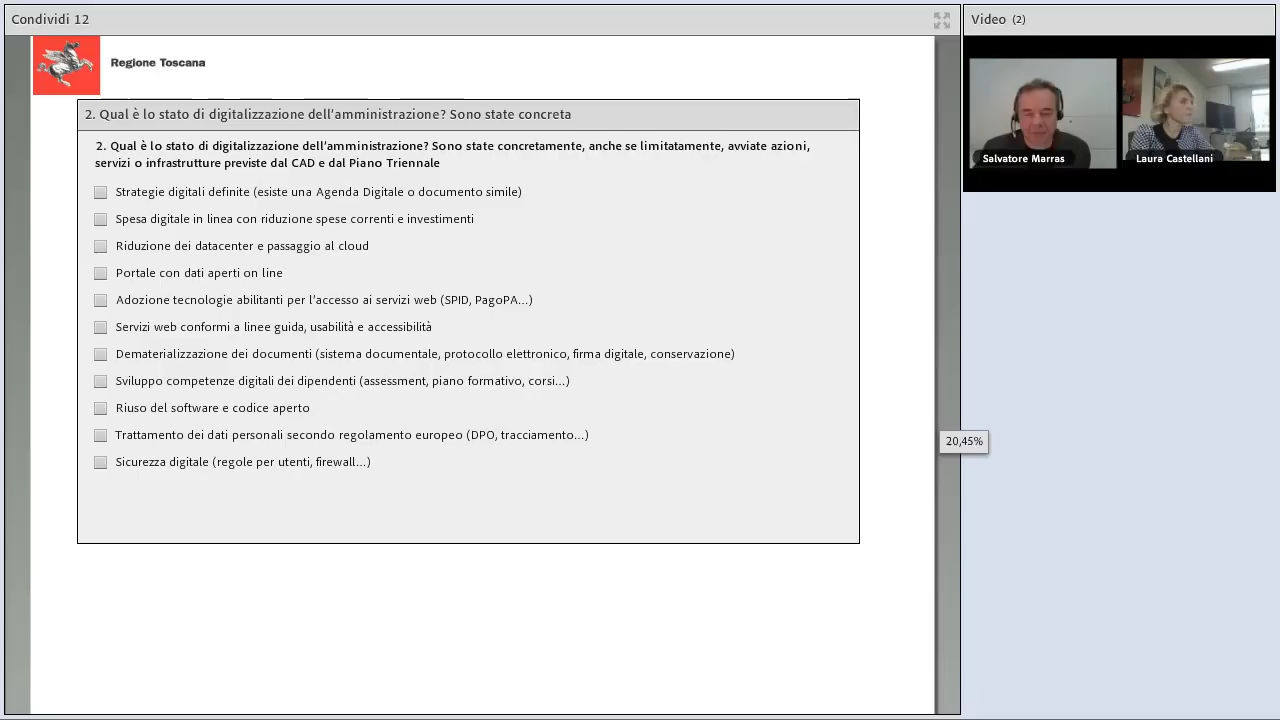 Condividi 12
Video (2)
Regione Toscana
Salvatore Marras
Laura Castellani
2. Qual è lo stato di digitalizzazione dell'amministrazione? Sono state concreta
2. Qual è lo stato di digitalizzazione dell'amministrazione? Sono state concretamente, anche se limitatamente, avviate azioni,
servizi o infrastrutture previste dal CAD e dal Piano Triennale
Strategie digitali definite (esiste una Agenda Digitale o documento simile)
Spesa digitale in linea con riduzione spese correnti e investimenti
Riduzione dei datacenter e passaggio al cloud
Portale con dati aperti on line
Adozione tecnologie abilitanti per l'accesso ai servizi web (SPID, PagoPA...)
Servizi web conformi a linee guida, usabilità e accessibilità
Dematerializzazione dei documenti (sistema documentale, protocollo elettronico, firma digitale, conservazione)
Sviluppo competenze digitali dei dipendenti (assessment, piano formativo, corsi...)
Riuso del software e codice aperto
Trattamento dei dati personali secondo regolamento europeo (DPO, tracciamento...)
20,45%
Sicurezza digitale (regole per utenti, firewall...)